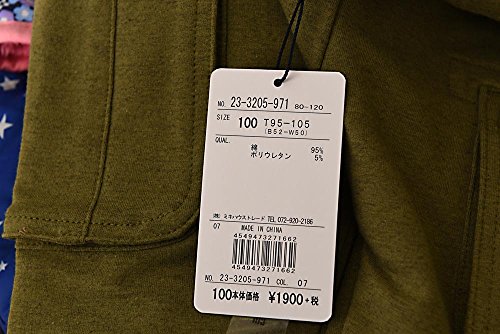 NO. 23-3205-971 80-120
SIZE 100 T95-105
(B52-W50)
QUAL.
綿 95%
ポリウレタン 5%
㈱ミキハウストレード TEL 072-920-2186
07 MADE IN CHINA
4549473271662
4549473271662
NO. 23-3205-971 COL. 07
100 本体価格 ¥1900+税